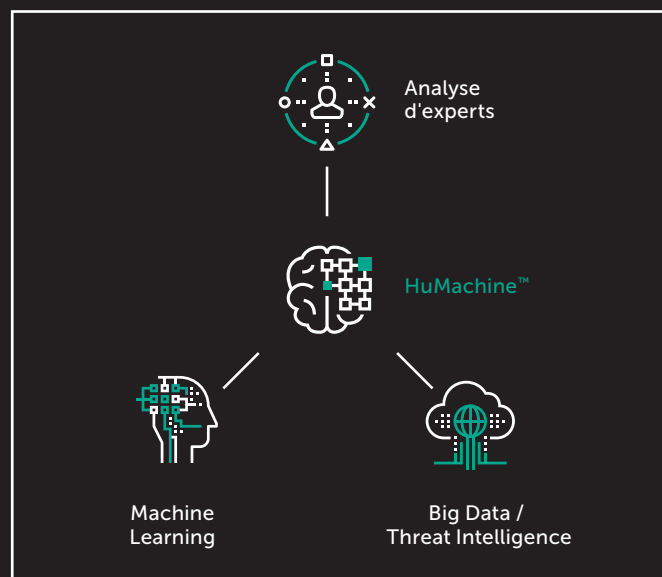 Analyse
d'experts
HuMachine™
Machine
Learning
Big Data /
Threat Intelligence